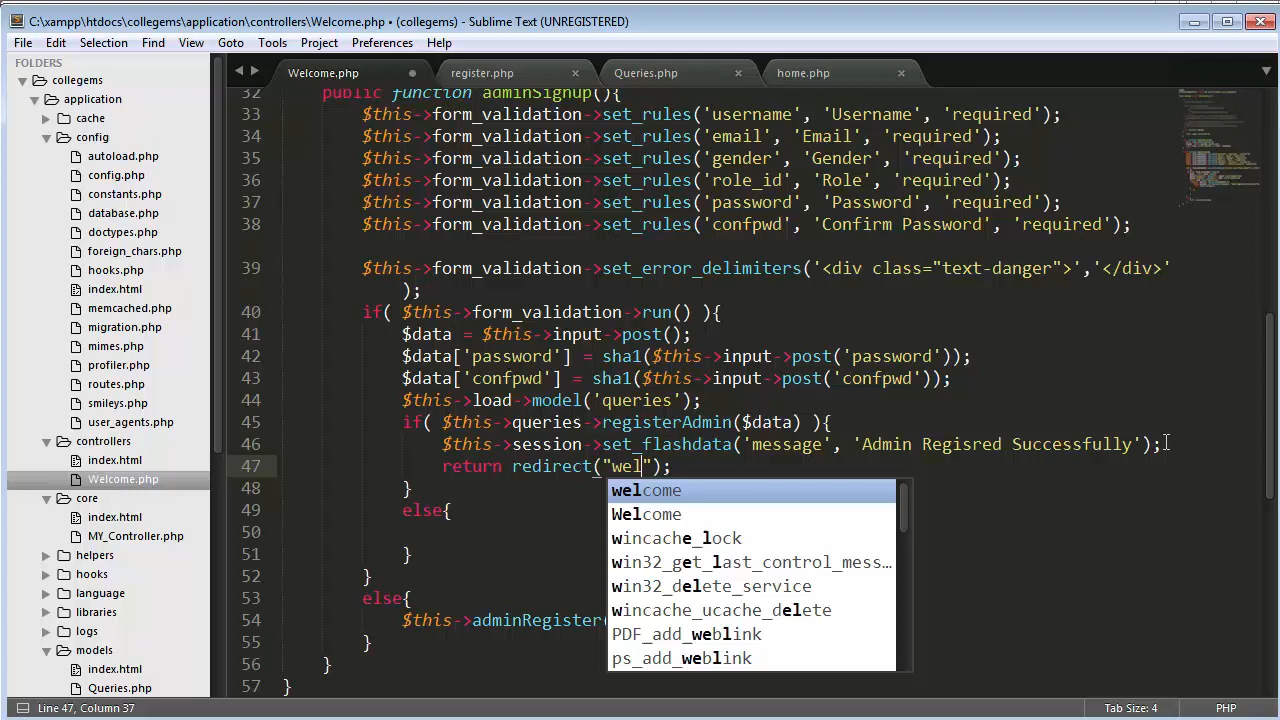 C:\xampp\htdocs\collegems\application\controllers\Welcome.php • (collegems) - Sublime Text (UNREGISTERED)
File Edit Selection Find View Goto Tools Project Preferences Help
FOLDERS
collegems
application
cache
config
autoload.php
config.php
constants.php
database.php
doctypes.php
foreign_chars.php
hooks.php
index.html
memcached.php
migration.php
mimes.php
profiler.php
routes.php
smileys.php
user_agents.php
controllers
index.html
Welcome.php
core
index.html
MY_Controller.php
helpers
hooks
language
libraries
logs
models
index.html
Queries.php
Welcome.php register.php Queries.php home.php
32 public function adminSignup(){
33 $this->form_validation->set_rules('username', 'Username', 'required');
34 $this->form_validation->set_rules('email', 'Email', 'required');
35 $this->form_validation->set_rules('gender', 'Gender', 'required');
36 $this->form_validation->set_rules('role_id', 'Role', 'required');
37 $this->form_validation->set_rules('password', 'Password', 'required');
38 $this->form_validation->set_rules('confpwd', 'Confirm Password', 'required');
39 $this->form_validation->set_error_delimiters('<div class="text-danger">','</div>'
);
40 if( $this->form_validation->run() ){
41 $data = $this->input->post();
42 $data['password'] = sha1($this->input->post('password'));
43 $data['confpwd'] = sha1($this->input->post('confpwd'));
44 $this->load->model('queries');
45 if( $this->queries->registerAdmin($data) ){
46 $this->session->set_flashdata('message', 'Admin Regisred Successfully');
47 return redirect("wel");
48 }
49 else{
50
51 }
52 }
53 else{
54 $this->adminRegister(
55 }
56 }
57 }
welcome
Welcome
wincache_lock
win32_get_last_control_mess…
win32_delete_service
wincache_ucache_delete
PDF_add_weblink
ps_add_weblink
Line 47, Column 37 Tab Size: 4 PHP